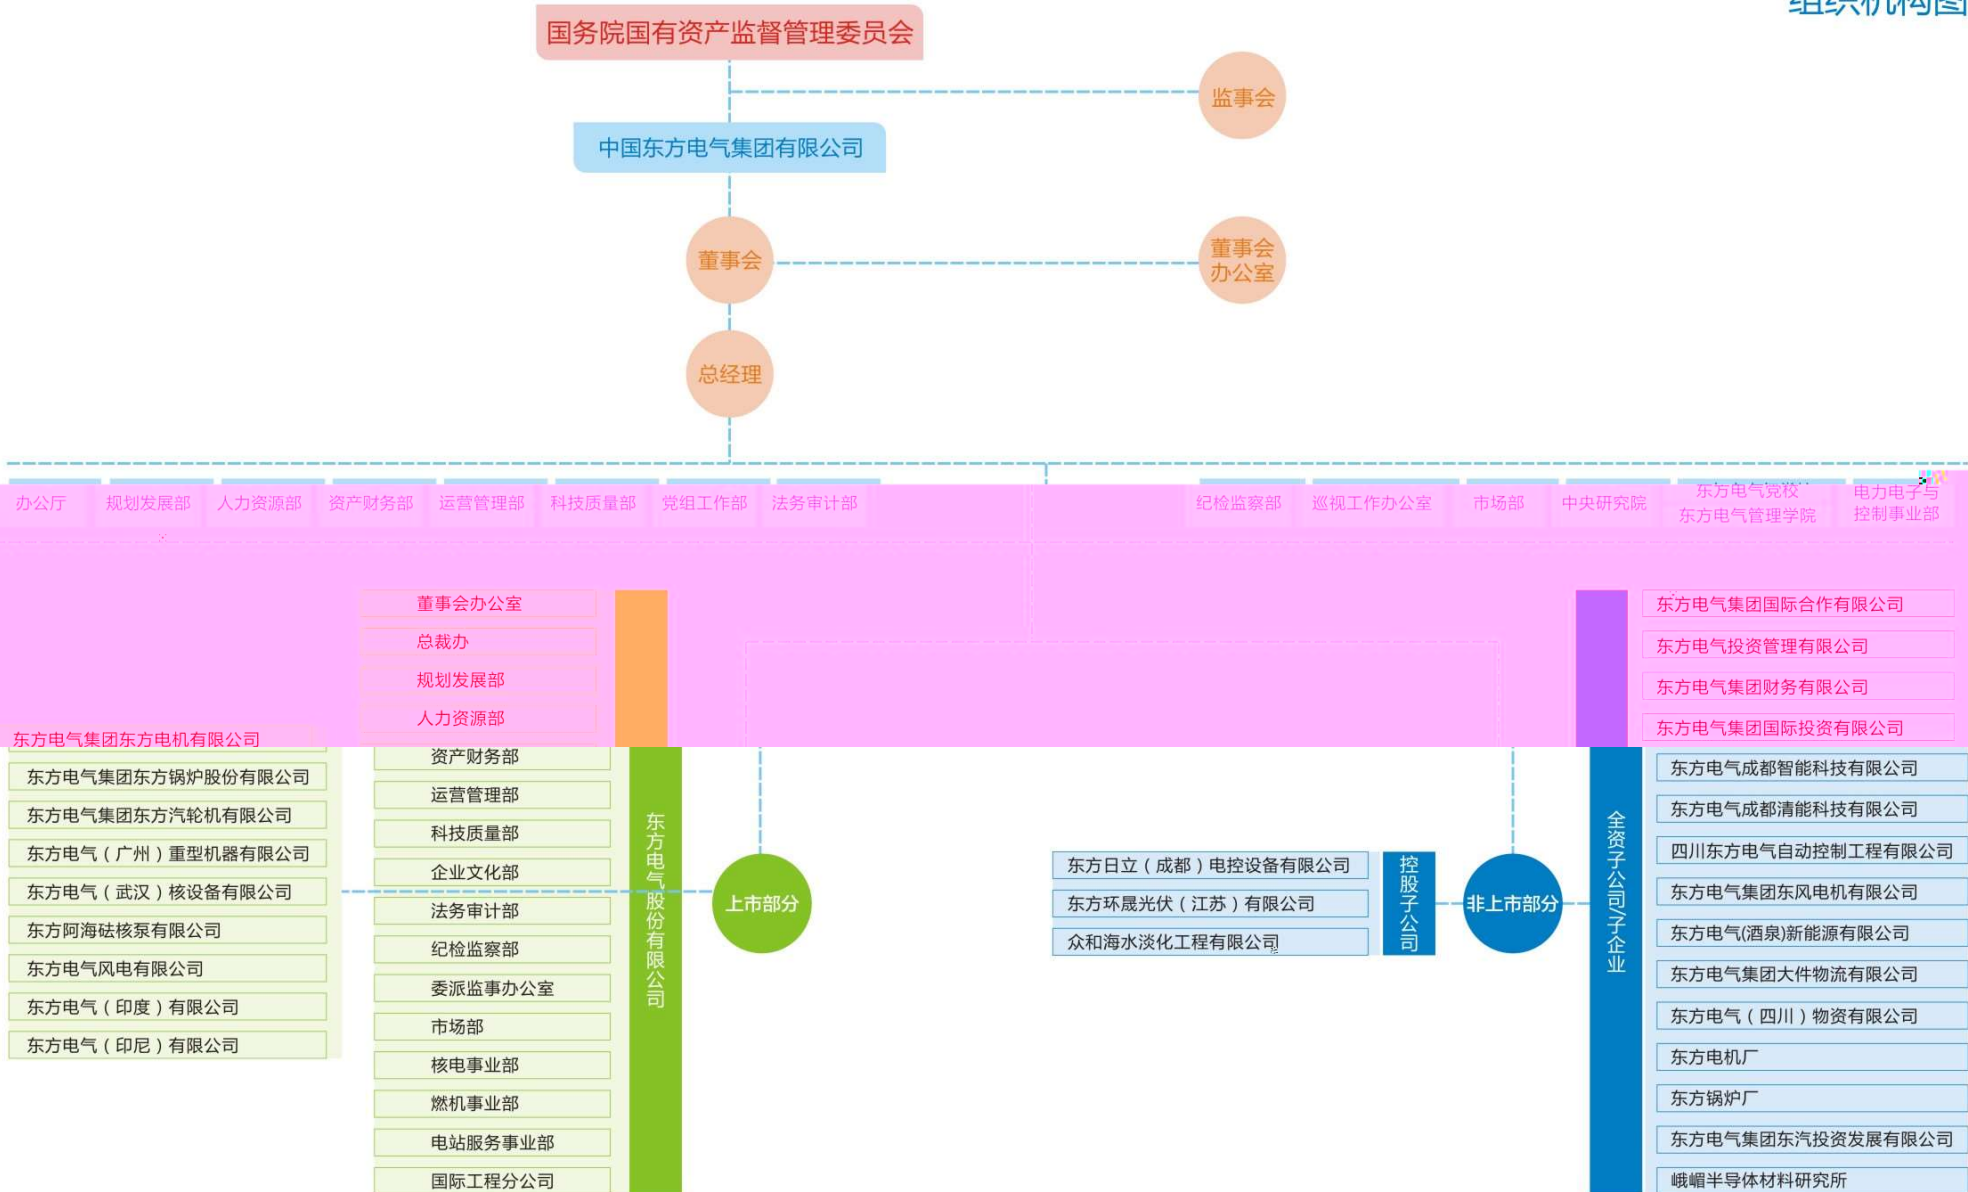 组织机构图
国务院国有资产监督管理委员会
监事会
中国东方电气集团有限公司
董事会
董事会
办公室
总经理
办公厅
规划发展部
人力资源部
资产财务部
运营管理部
科技质量部
党组工作部
法务审计部
纪检监察部
巡视工作办公室
市场部
中央研究院
东方电气党校
东方电气管理学院
电力电子与
控制事业部
东方电气集团东方电机有限公司
东方电气集团东方锅炉股份有限公司
东方电气集团东方汽轮机有限公司
东方电气（广州）重型机器有限公司
东方电气（武汉）核设备有限公司
东方阿海珐核泵有限公司
东方电气风电有限公司
东方电气（印度）有限公司
东方电气（印尼）有限公司
董事会办公室
总裁办
规划发展部
人力资源部
资产财务部
运营管理部
科技质量部
企业文化部
法务审计部
纪检监察部
委派监事办公室
市场部
核电事业部
燃机事业部
电站服务事业部
国际工程分公司
东方电气股份有限公司
上市部分
东方日立（成都）电控设备有限公司
东方环晟光伏（江苏）有限公司
众和海水淡化工程有限公司
控股子公司
非上市部分
全资子公司/子企业
东方电气集团国际合作有限公司
东方电气投资管理有限公司
东方电气集团财务有限公司
东方电气集团国际投资有限公司
东方电气成都智能科技有限公司
东方电气成都清能科技有限公司
四川东方电气自动控制工程有限公司
东方电气集团东风电机有限公司
东方电气(酒泉)新能源有限公司
东方电气集团大件物流有限公司
东方电气（四川）物资有限公司
东方电机厂
东方锅炉厂
东方电气集团东汽投资发展有限公司
峨嵋半导体材料研究所